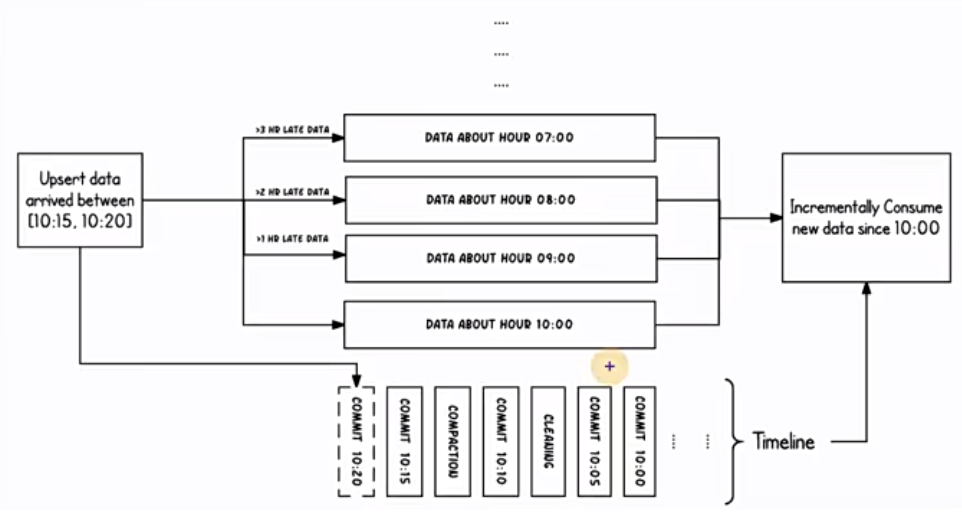 ....
....
....
>3 HR LATE DATA
DATA ABOUT HOUR 07:00
Upsert data
arrived between
[10:15, 10:20]
>2 HR LATE DATA
DATA ABOUT HOUR 08:00
>1 HR LATE DATA
DATA ABOUT HOUR 09:00
DATA ABOUT HOUR 10:00
Incrementally Consume
new data since 10:00
COMMIT 10:20
COMMIT 10:15
COMPACTION
COMMIT 10:10
CLEANING
COMMIT 10:05
COMMIT 10:00
....
....
Timeline